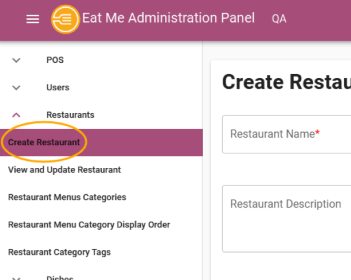 Eat Me Administration Panel QA
POS
Users
Restaurants
Create Restaurant
View and Update Restaurant
Restaurant Menus Categories
Restaurant Menu Category Display Order
Restaurant Category Tags
Dishes
Create Restau
Restaurant Name*
Restaurant Description